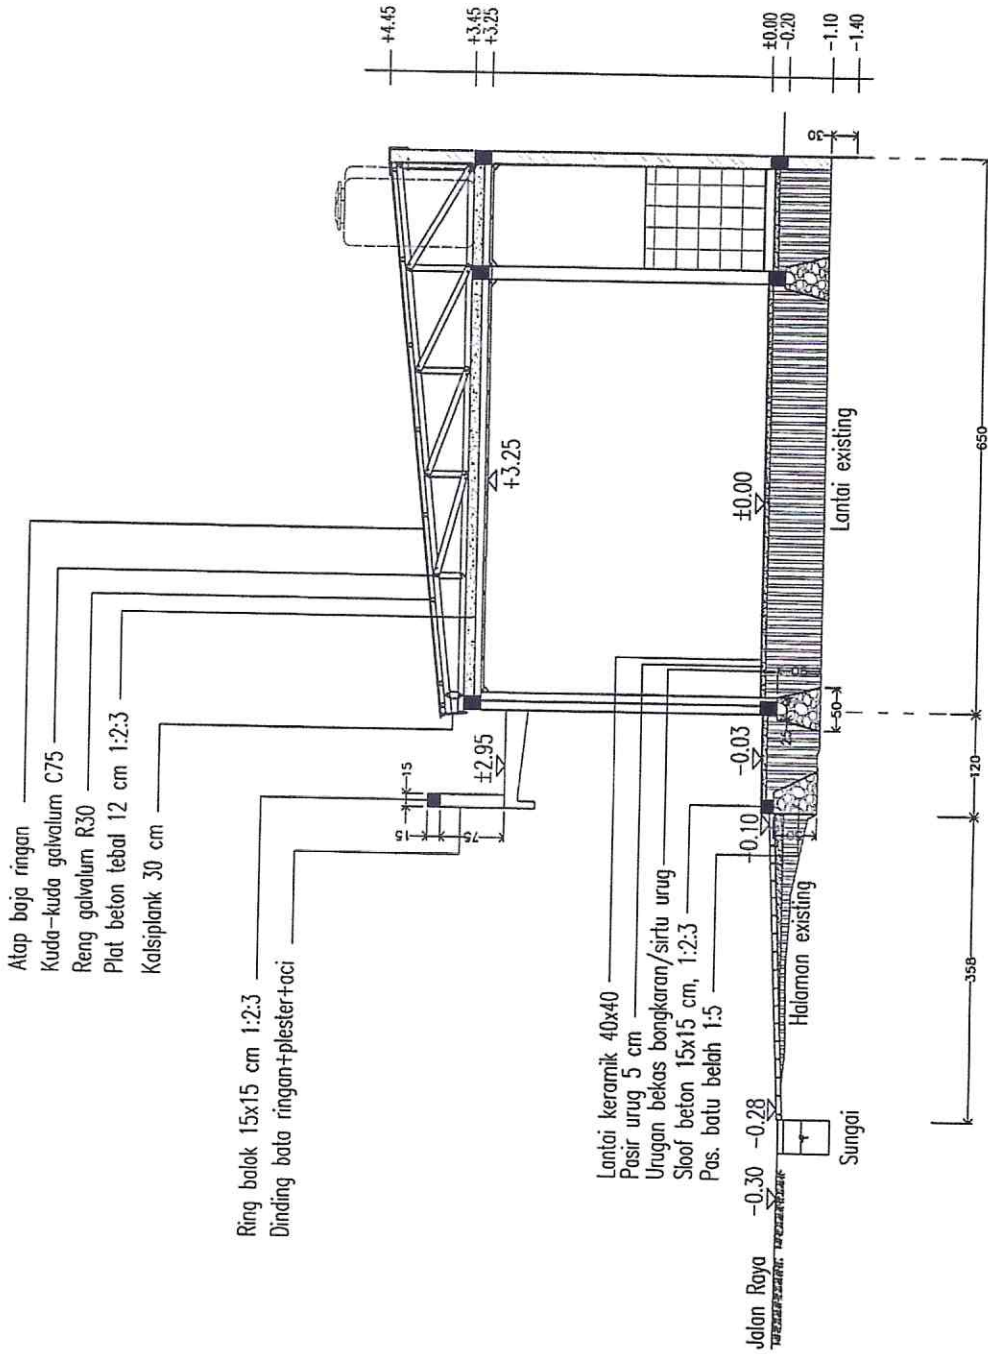 Atap baja ringan
Kuda-kuda galvalum C75
Reng galvalum R30
Plat beton tebal 12 cm 1:2:3
Kalsiplank 30 cm
Ring balok 15x15 cm 1:2:3
Dinding bata ringan+plester+aci
15
15
75
±2.95
+3.25
+4.45
+3.45
+3.25
±0.00
-0.20
-1.10
-1.40
30
Lantai keramik 40x40
Pasir urug 5 cm
Urugan bekas bongkaran/sirtu urug
Sloof beton 15x15 cm, 1:2:3
Pas. batu belah 1:5
Jalan Raya
-0.30
-0.28
-0.10
-0.03
±0.00
25
50
Sungai
Halaman existing
Lantai existing
358
120
650